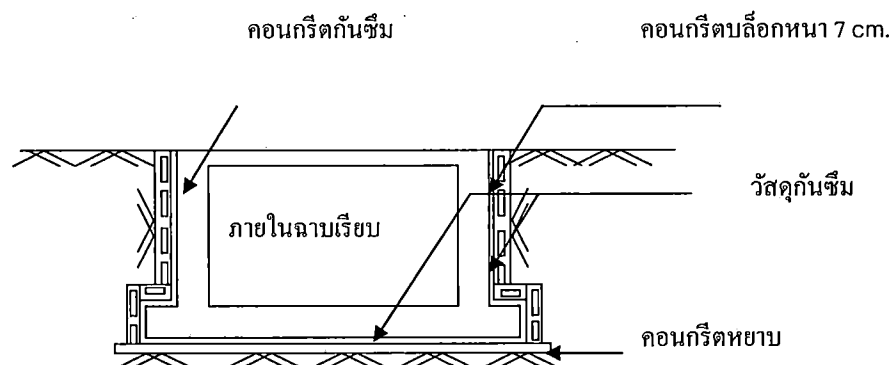 คอนกรีตกันซึม
คอนกรีตบล็อกหนา 7 cm.
วัสดุกันซึม
ภายในฉาบเรียบ
คอนกรีตหยาบ